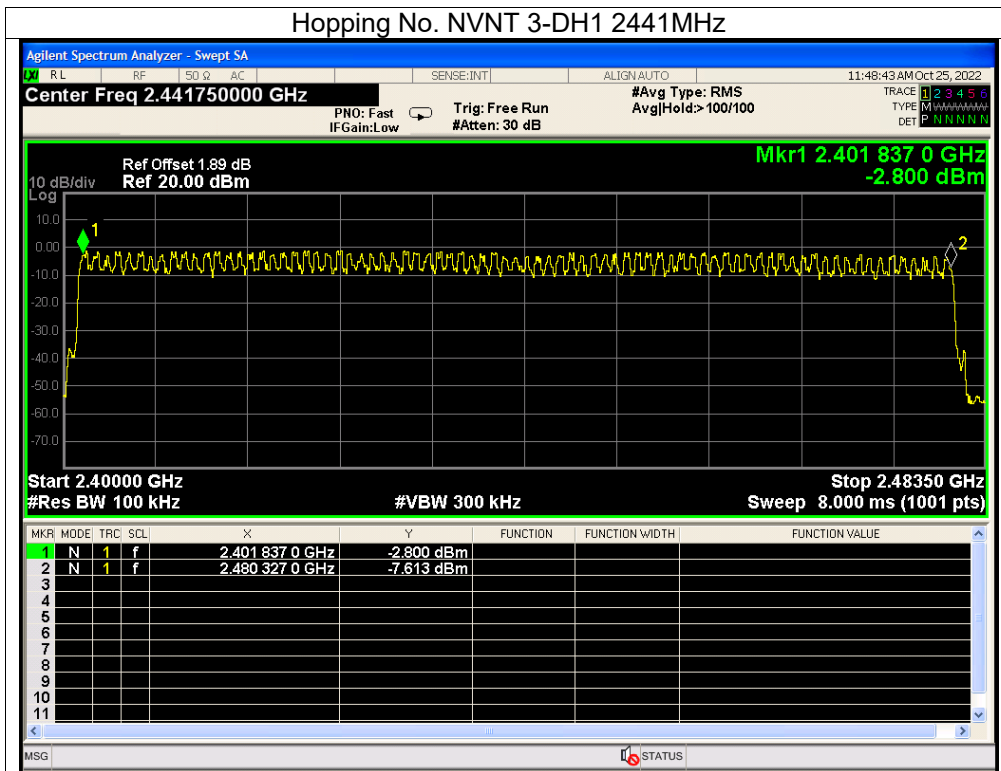 Hopping No. NVNT 3-DH1 2441MHz
Agilent Spectrum Analyzer - Swept SA
LXI RL RF 50 Ω AC SENSE:INT ALIGN AUTO 11:48:43 AM Oct 25, 2022
Center Freq 2.441750000 GHz #Avg Type: RMS TRACE 1 2 3 4 5 6
PNO: Fast Trig: Free Run Avg|Hold:>100/100 TYPE M
IFGain:Low #Atten: 30 dB DET P N N N N N
Mkr1 2.401 837 0 GHz
Ref Offset 1.89 dB
10 dB/div Ref 20.00 dBm -2.800 dBm
Log
10.0
1
0.00
2
-10.0
-20.0
-30.0
-40.0
-50.0
-60.0
-70.0
Start 2.40000 GHz Stop 2.48350 GHz
#Res BW 100 kHz #VBW 300 kHz Sweep 8.000 ms (1001 pts)
MKR MODE TRC SCL X Y FUNCTION FUNCTION WIDTH FUNCTION VALUE
1 N 1 f 2.401 837 0 GHz -2.800 dBm
2 N 1 f 2.480 327 0 GHz -7.613 dBm
3
4
5
6
7
8
9
10
11
MSG STATUS